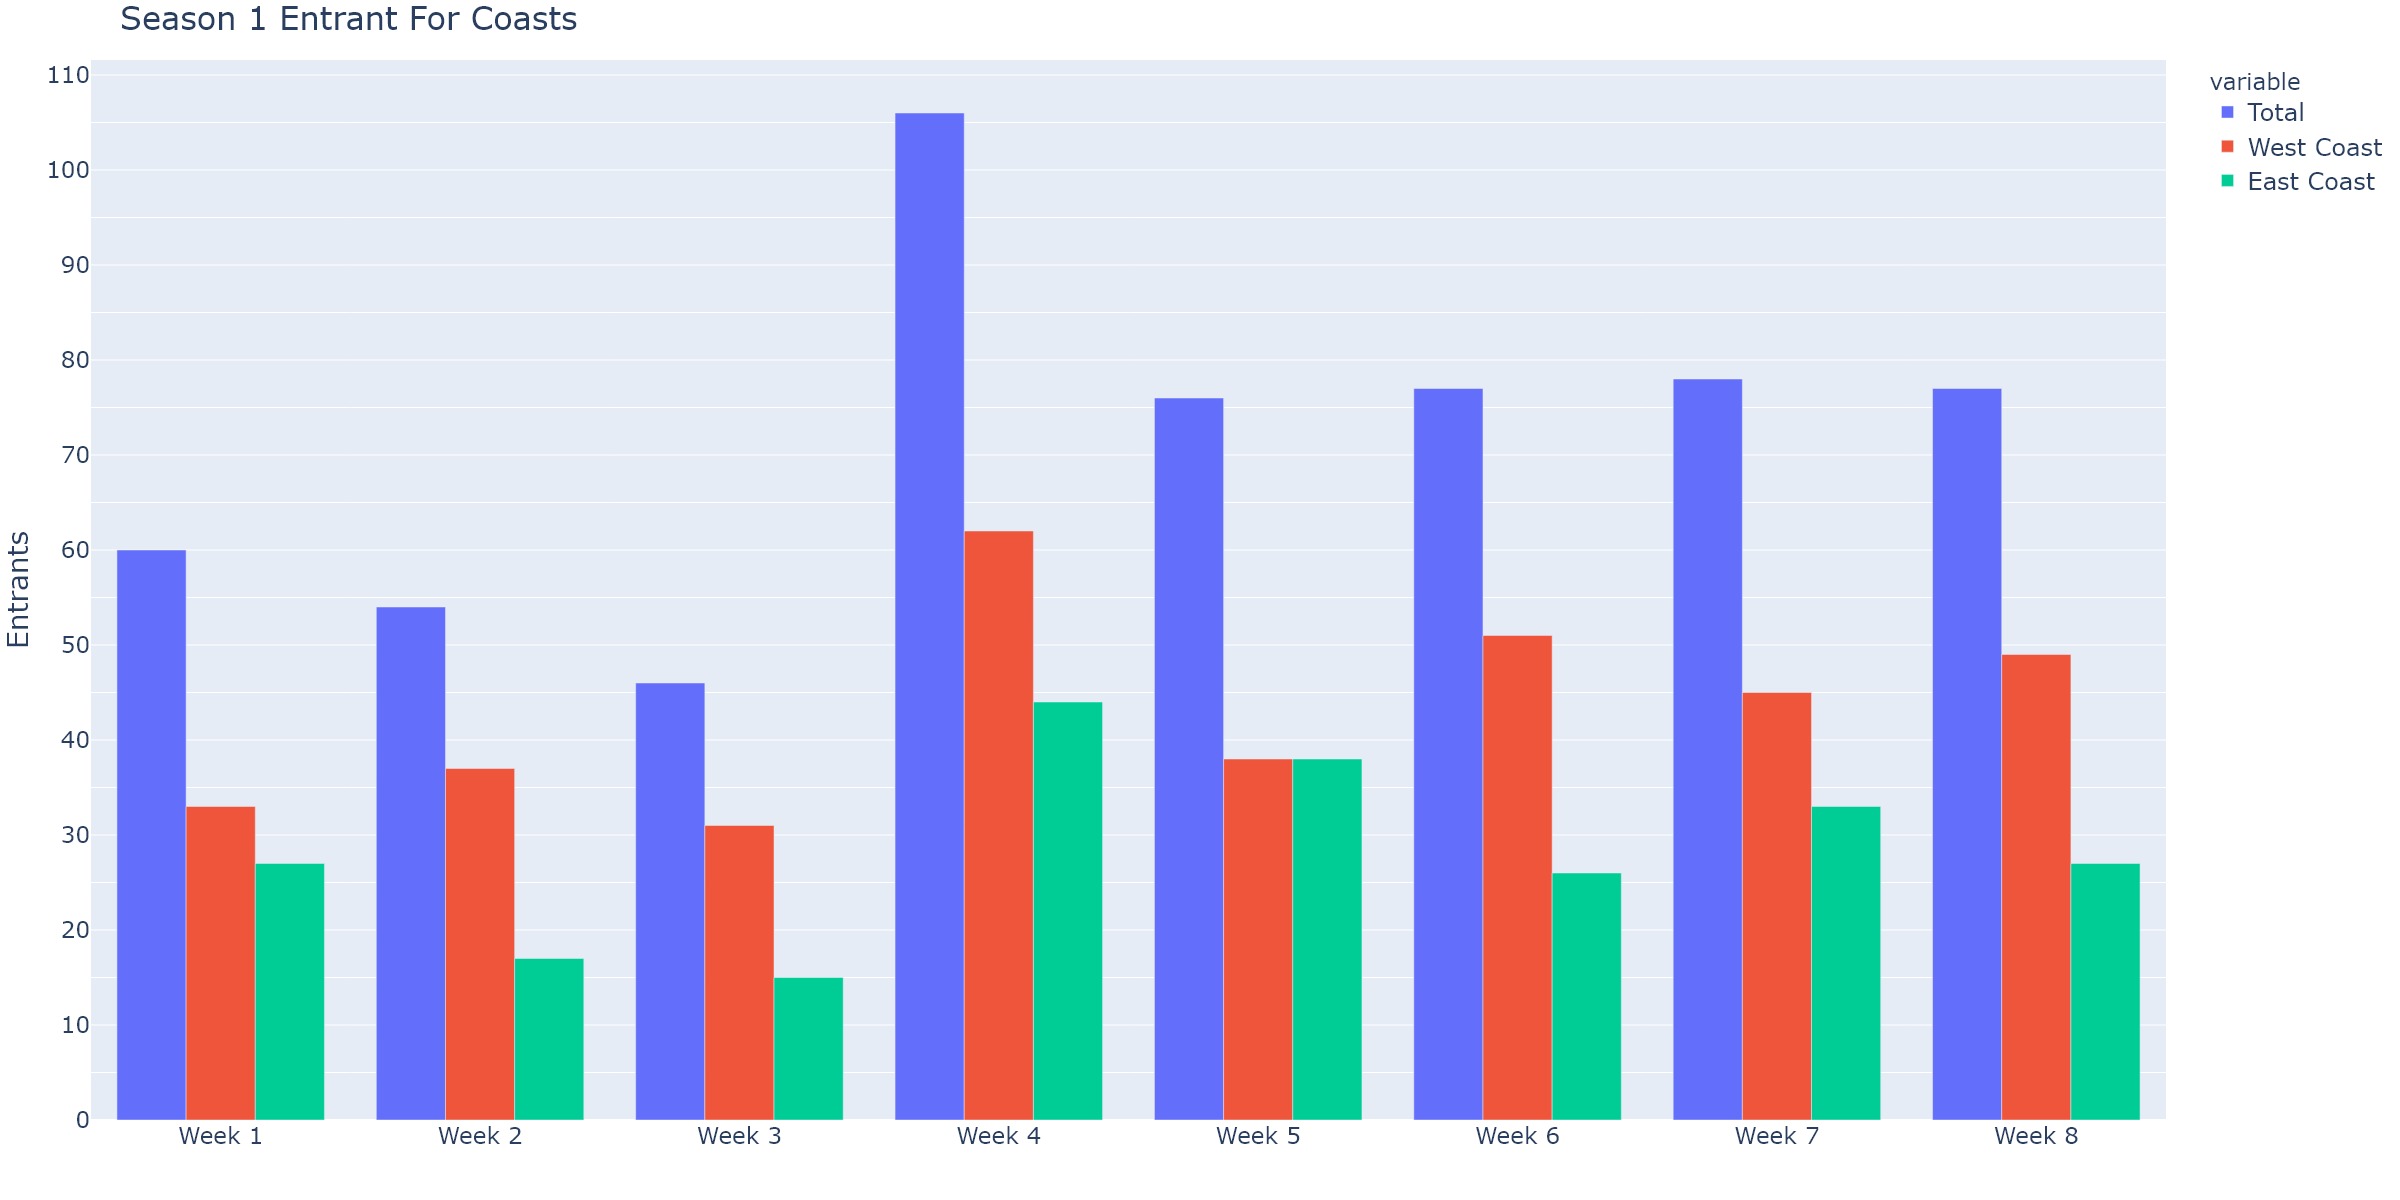 Season 1 Entrant For Coasts
variable
Total
West Coast
East Coast
Entrants
110
100
90
80
70
60
50
40
30
20
10
0
Week 1
Week 2
Week 3
Week 4
Week 5
Week 6
Week 7
Week 8